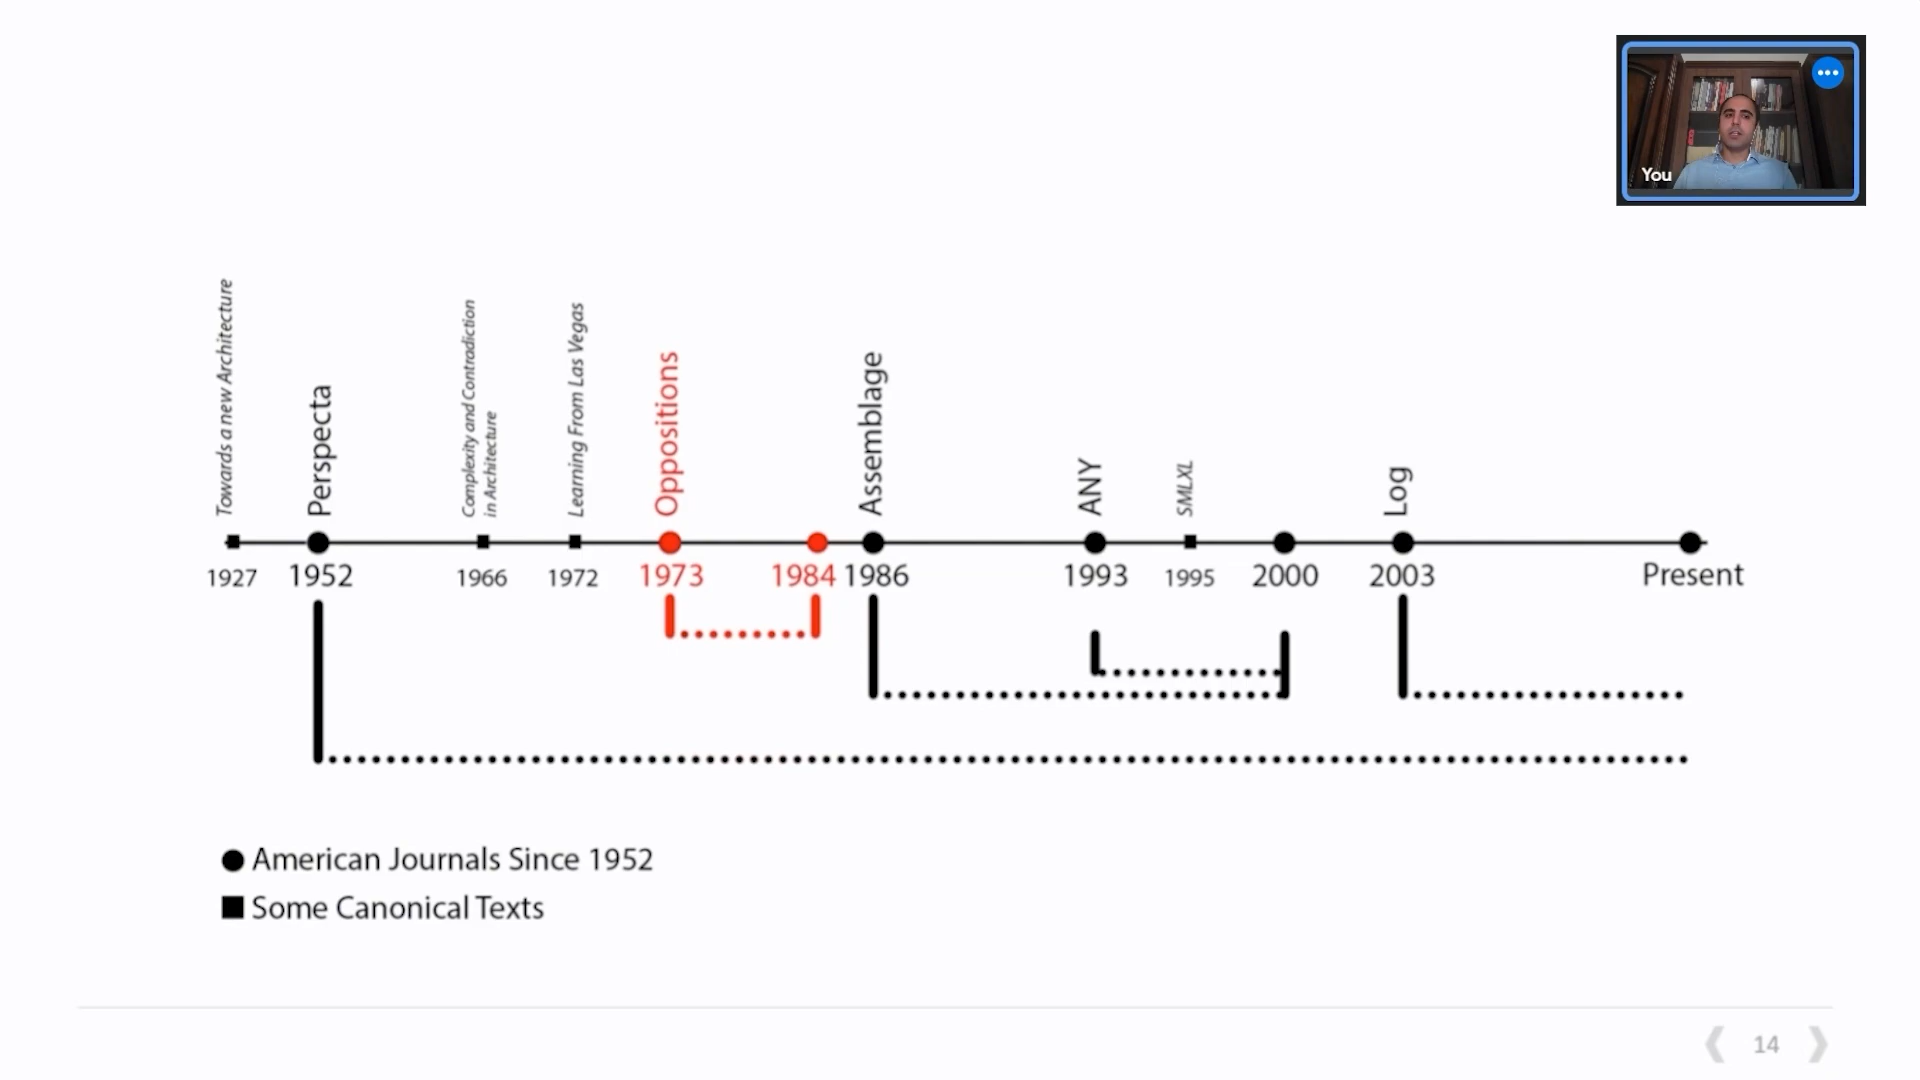 You
Towards a new Architecture
Perspecta
Complexity and Contradiction
in Architecture
Learning From Las Vegas
Oppositions
Assemblage
ANY
SMLXL
Log
1927
1952
1966
1972
1973
1984
1986
1993
1995
2000
2003
Present
American Journals Since 1952
Some Canonical Texts
14